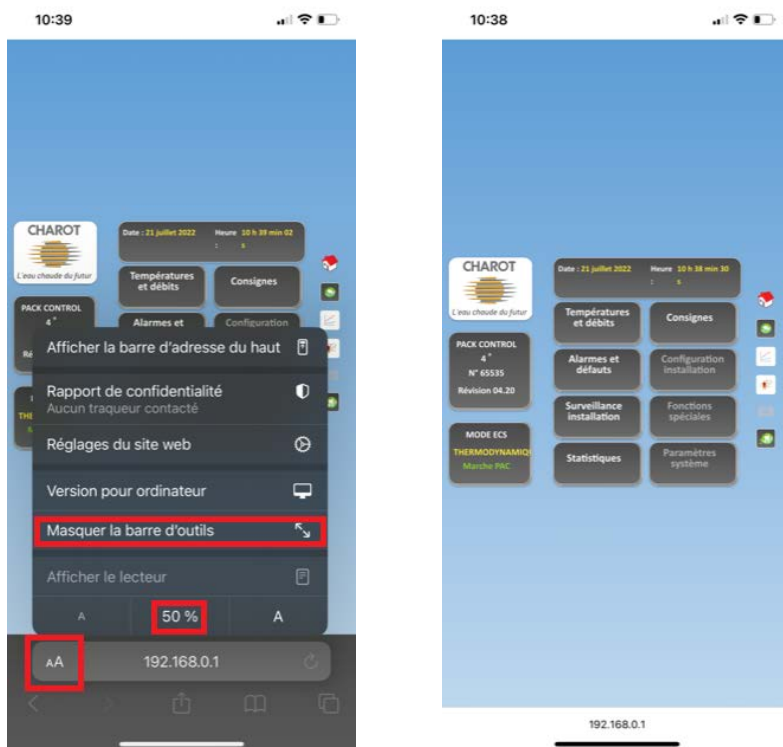 10:39
CHAROT
L'eau chaude du futur
Date : 21 juillet 2022 Heure 10 h 39 min 02
: s
Températures
et débits
Consignes
PACK CONTROL
4"
Alarmes et
Configuration
Afficher la barre d'adresse du haut
Rapport de confidentialité
Aucun traqueur contacté
Réglages du site web
Version pour ordinateur
Masquer la barre d'outils
Afficher le lecteur
A
50 %
A
AA
192.168.0.1
10:38
CHAROT
L'eau chaude du futur
Date : 21 juillet 2022 Heure 10 h 38 min 30
: s
PACK CONTROL
4"
N° 65535
Révision 04.20
Températures
et débits
Consignes
Alarmes et
défauts
Configuration
installation
Surveillance
installation
Fonctions
spéciales
MODE ECS
THERMODYNAMIQ
Marche PAC
Statistiques
Paramètres
système
192.168.0.1